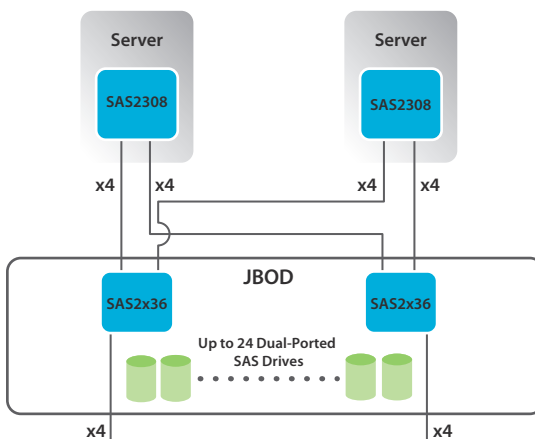 Server
Server
SAS2308
SAS2308
x4
x4
x4
x4
JBOD
SAS2x36
SAS2x36
Up to 24 Dual-Ported
SAS Drives
x4
x4